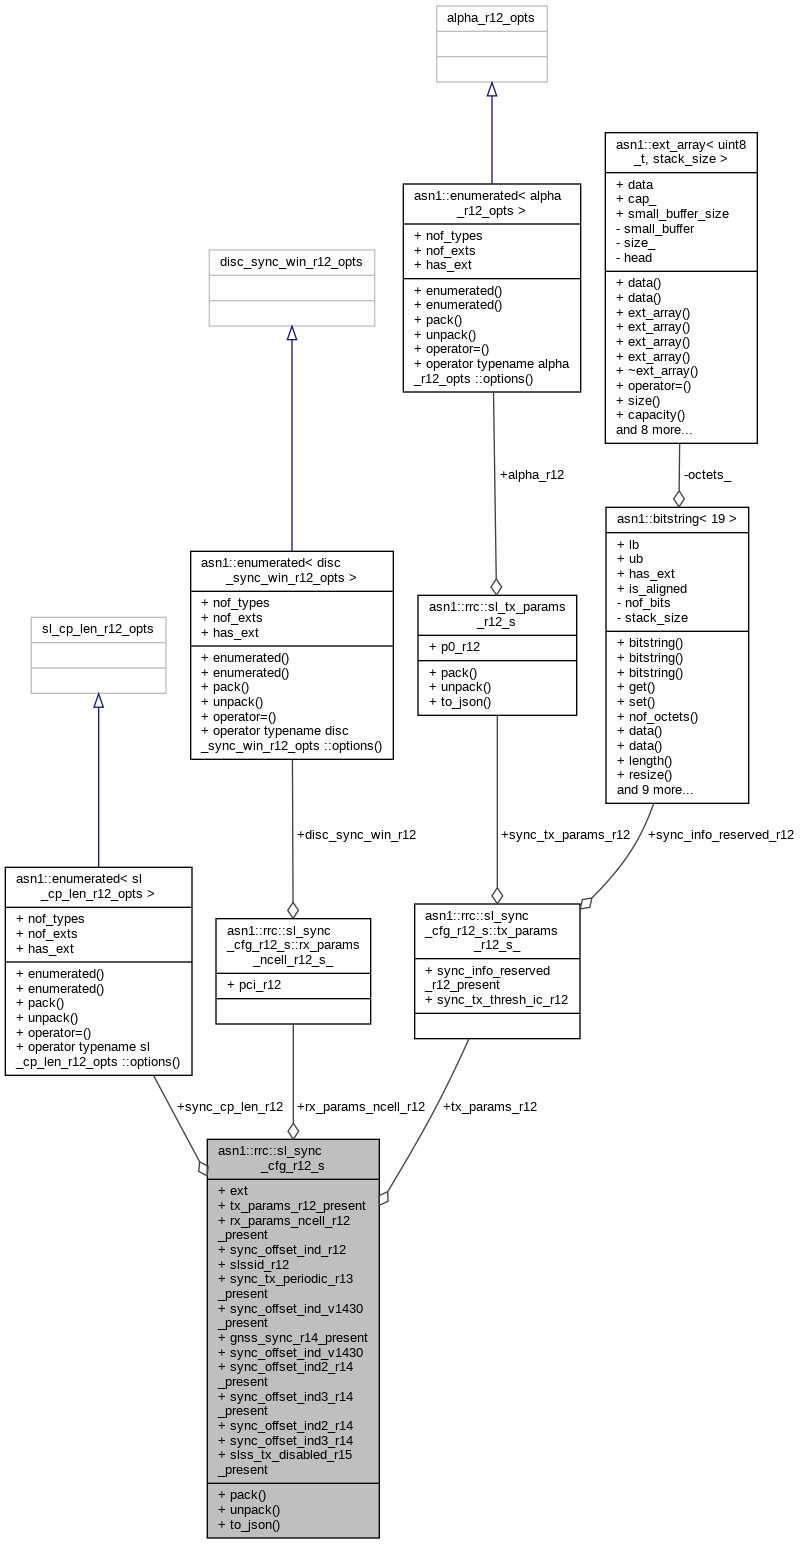 alpha_r12_opts
asn1::ext_array< uint8
_t, stack_size >
+ data
+ cap_
+ small_buffer_size
- small_buffer
- size_
- head
+ data()
+ data()
+ ext_array()
+ ext_array()
+ ext_array()
+ ext_array()
+ ~ext_array()
+ operator=()
+ size()
+ capacity()
and 8 more...
asn1::enumerated< alpha
_r12_opts >
+ nof_types
+ nof_exts
+ has_ext
+ enumerated()
+ enumerated()
+ pack()
+ unpack()
+ operator=()
+ operator typename alpha
_r12_opts ::options()
disc_sync_win_r12_opts
+alpha_r12
-octets_
asn1::bitstring< 19 >
+ lb
+ ub
+ has_ext
+ is_aligned
- nof_bits
- stack_size
+ bitstring()
+ bitstring()
+ bitstring()
+ get()
+ set()
+ nof_octets()
+ data()
+ data()
+ length()
+ resize()
and 9 more...
asn1::enumerated< disc
_sync_win_r12_opts >
+ nof_types
+ nof_exts
+ has_ext
+ enumerated()
+ enumerated()
+ pack()
+ unpack()
+ operator=()
+ operator typename disc
_sync_win_r12_opts ::options()
asn1::rrc::sl_tx_params
_r12_s
+ p0_r12
+ pack()
+ unpack()
+ to_json()
sl_cp_len_r12_opts
+disc_sync_win_r12
+sync_tx_params_r12
+sync_info_reserved_r12
asn1::enumerated< sl
_cp_len_r12_opts >
+ nof_types
+ nof_exts
+ has_ext
+ enumerated()
+ enumerated()
+ pack()
+ unpack()
+ operator=()
+ operator typename sl
_cp_len_r12_opts ::options()
asn1::rrc::sl_sync
_cfg_r12_s::rx_params
_ncell_r12_s_
+ pci_r12
asn1::rrc::sl_sync
_cfg_r12_s::tx_params
_r12_s_
+ sync_info_reserved
_r12_present
+ sync_tx_thresh_ic_r12
+sync_cp_len_r12
+rx_params_ncell_r12
+tx_params_r12
asn1::rrc::sl_sync
_cfg_r12_s
+ ext
+ tx_params_r12_present
+ rx_params_ncell_r12
_present
+ sync_offset_ind_r12
+ slssid_r12
+ sync_tx_periodic_r13
_present
+ sync_offset_ind_v1430
_present
+ gnss_sync_r14_present
+ sync_offset_ind_v1430
+ sync_offset_ind2_r14
_present
+ sync_offset_ind3_r14
_present
+ sync_offset_ind2_r14
+ sync_offset_ind3_r14
+ slss_tx_disabled_r15
_present
+ pack()
+ unpack()
+ to_json()